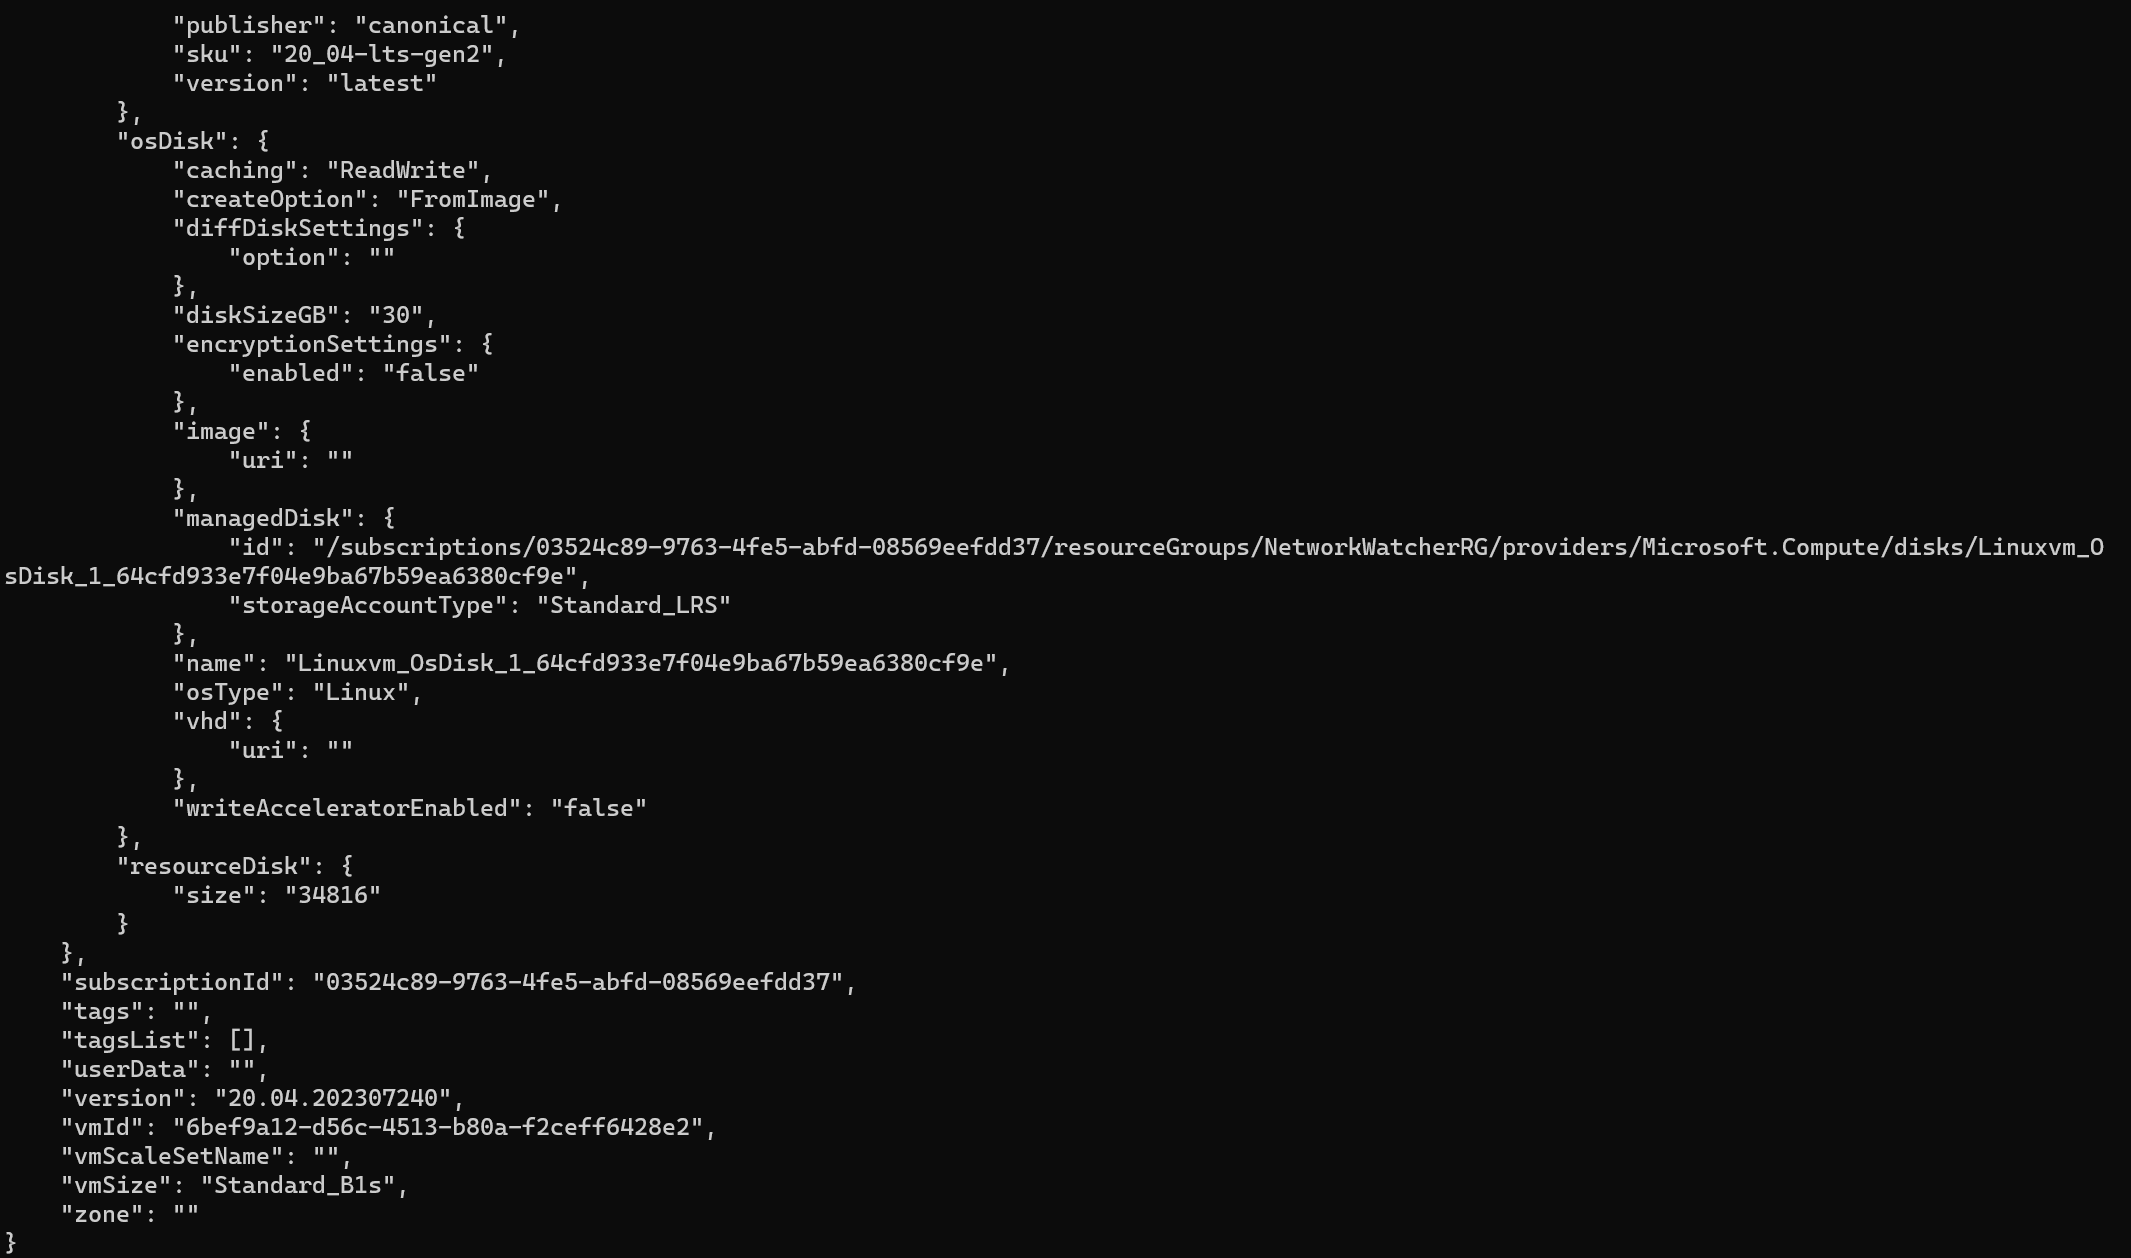 "publisher": "canonical",
            "sku": "20_04-lts-gen2",
            "version": "latest"
        },
        "osDisk": {
            "caching": "ReadWrite",
            "createOption": "FromImage",
            "diffDiskSettings": {
                "option": ""
            },
            "diskSizeGB": "30",
            "encryptionSettings": {
                "enabled": "false"
            },
            "image": {
                "uri": ""
            },
            "managedDisk": {
                "id": "/subscriptions/03524c89-9763-4fe5-abfd-08569eefdd37/resourceGroups/NetworkWatcherRG/providers/Microsoft.Compute/disks/Linuxvm_O
sDisk_1_64cfd933e7f04e9ba67b59ea6380cf9e",
                "storageAccountType": "Standard_LRS"
            },
            "name": "Linuxvm_OsDisk_1_64cfd933e7f04e9ba67b59ea6380cf9e",
            "osType": "Linux",
            "vhd": {
                "uri": ""
            },
            "writeAcceleratorEnabled": "false"
        },
        "resourceDisk": {
            "size": "34816"
        }
    },
    "subscriptionId": "03524c89-9763-4fe5-abfd-08569eefdd37",
    "tags": "",
    "tagsList": [],
    "userData": "",
    "version": "20.04.202307240",
    "vmId": "6bef9a12-d56c-4513-b80a-f2ceff6428e2",
    "vmScaleSetName": "",
    "vmSize": "Standard_B1s",
    "zone": ""
}